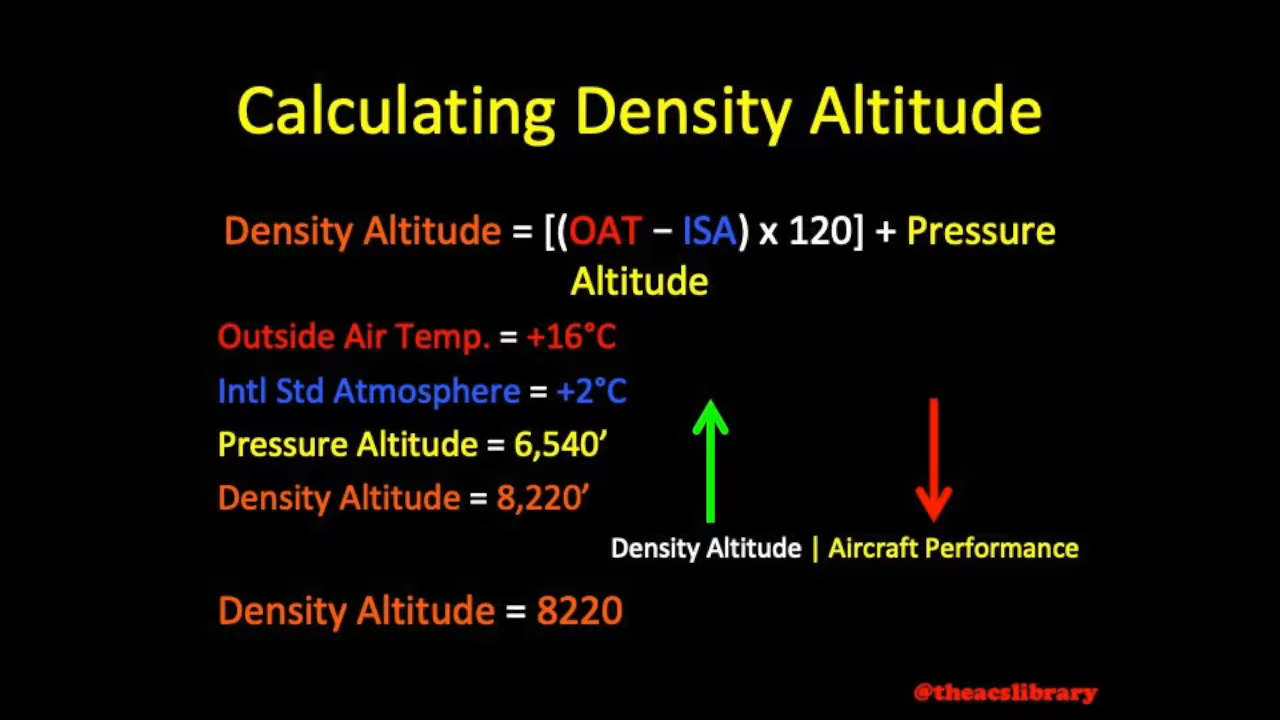 Calculating Density Altitude
Density Altitude = [(OAT – ISA) x 120] + Pressure
Altitude
Outside Air Temp. = +16°C
Intl Std Atmosphere = +2°C
Pressure Altitude = 6,540’
Density Altitude = 8,220’
Density Altitude | Aircraft Performance
Density Altitude = 8220
@theacslibrary